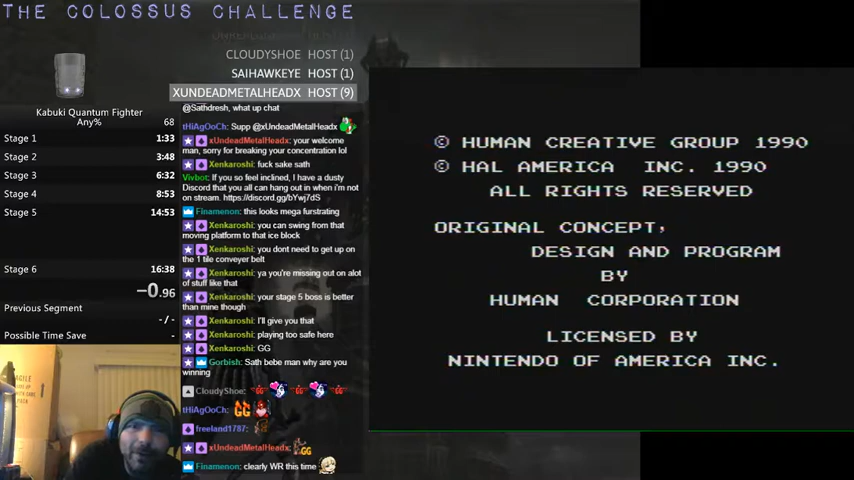 THE COLOSSUS CHALLENGE
CLOUDYSHOE HOST (1)
SAIHAWKEYE HOST (1)
XUNDEADMETALHEADX HOST (9)
Kabuki Quantum Fighter
Any% 68
Stage 1 1:33
Stage 2 3:48
Stage 3 6:32
Stage 4 8:53
Stage 5 14:53
Stage 6 16:38
-0.96
Previous Segment
-/-
Possible Time Save
-
@Sathdresh, what up chat
tHiAgOoCh: Supp @xUndeadMetalHeadx
xUndeadMetalHeadx: your welcome
man, sorry for breaking your concentration lol
Xenkaroshi: fuck sake sath
Vivbot: If you so feel inclined, I have a dusty
Discord that you all can hang out in when i'm not
on stream. https://discord.gg/bYwj7dS
Finamenon: this looks mega furstrating
Xenkaroshi: you can swing from that
moving platform to that ice block
Xenkaroshi: you dont need to get up on
the 1 tile conveyer belt
Xenkaroshi: ya you're missing out on alot
of stuff like that
Xenkaroshi: your stage 5 boss is better
than mine though
Xenkaroshi: I'll give you that
Xenkaroshi: playing too safe here
Xenkaroshi: GG
Gorbish: Sath bebe man why are you
winning
CloudyShoe: GG GG GG
tHiAgOoCh: GG
freeland1787:
xUndeadMetalHeadx: GG
Finamenon: clearly WR this time
© HUMAN CREATIVE GROUP 1990
© HAL AMERICA INC. 1990
ALL RIGHTS RESERVED
ORIGINAL CONCEPT,
DESIGN AND PROGRAM
BY
HUMAN CORPORATION
LICENSED BY
NINTENDO OF AMERICA INC.